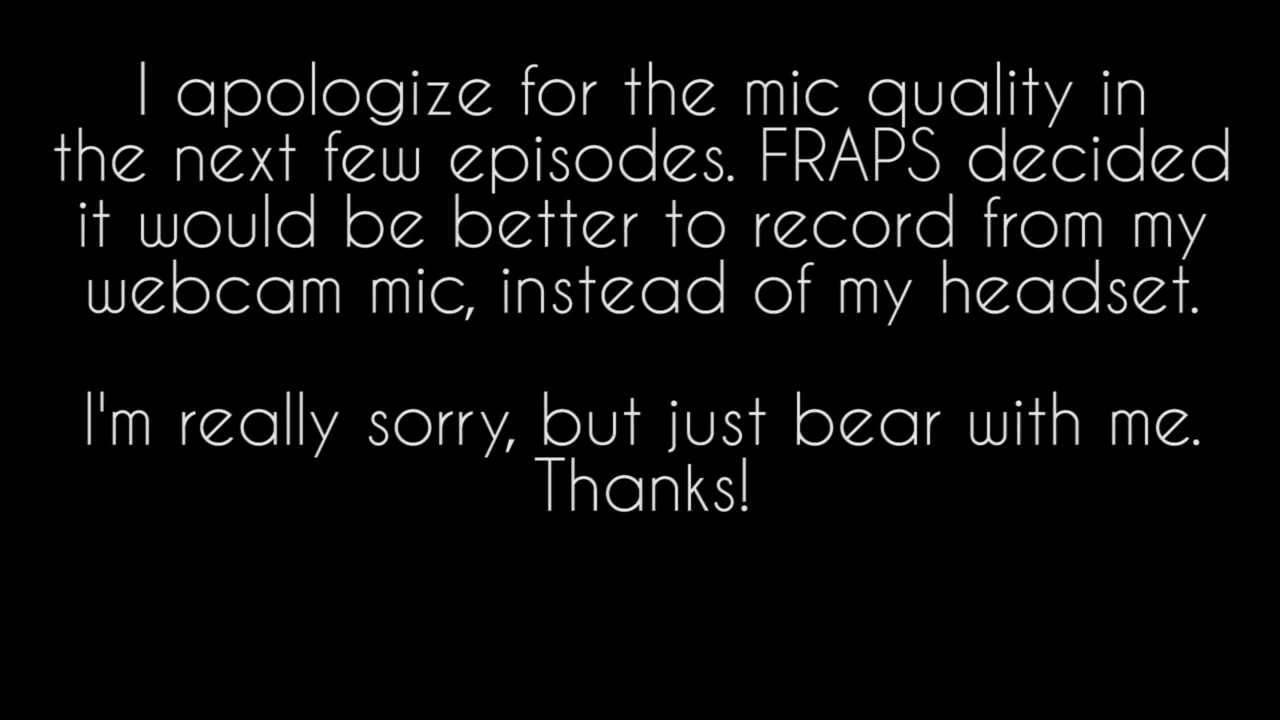 I apologize for the mic quality in
the next few episodes. FRAPS decided
it would be better to record from my
webcam mic, instead of my headset.
I'm really sorry, but just bear with me.
Thanks!